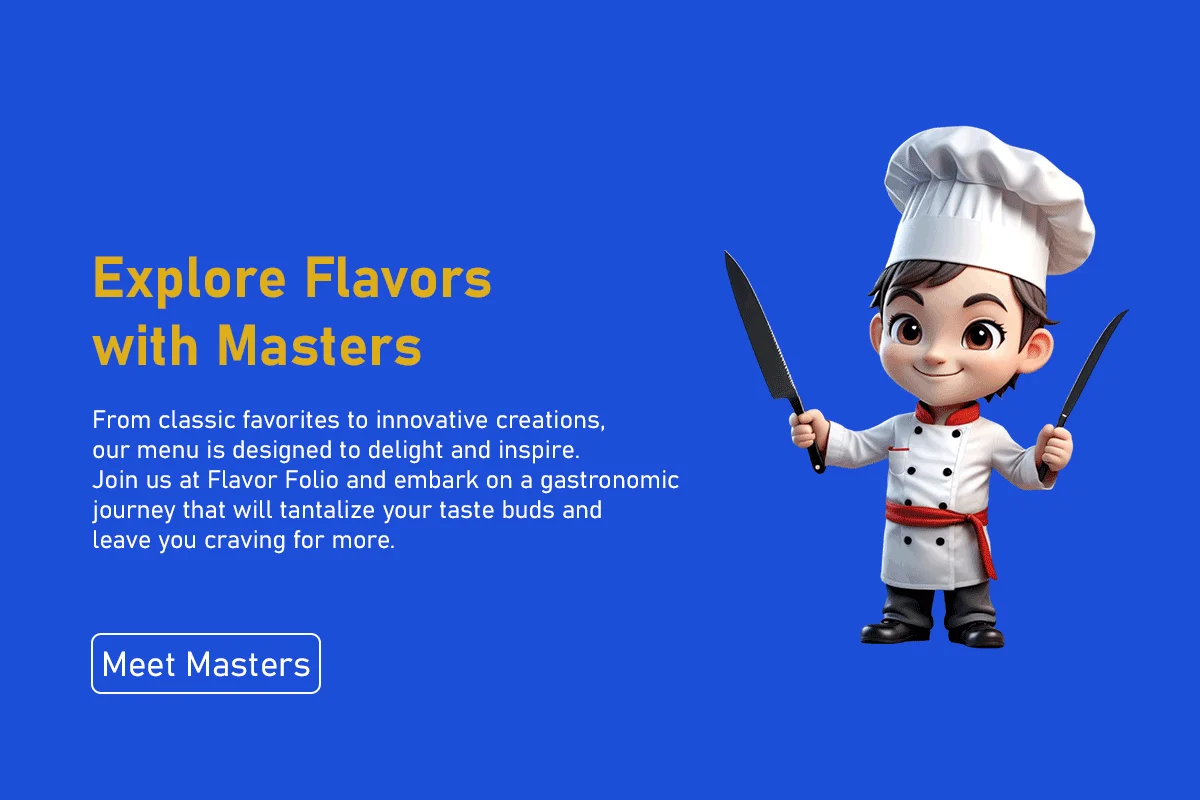 Explore Flavors
with Masters
From classic favorites to innovative creations,
our menu is designed to delight and inspire.
Join us at Flavor Folio and embark on a gastronomic
journey that will tantalize your taste buds and
leave you craving for more.
Meet Masters